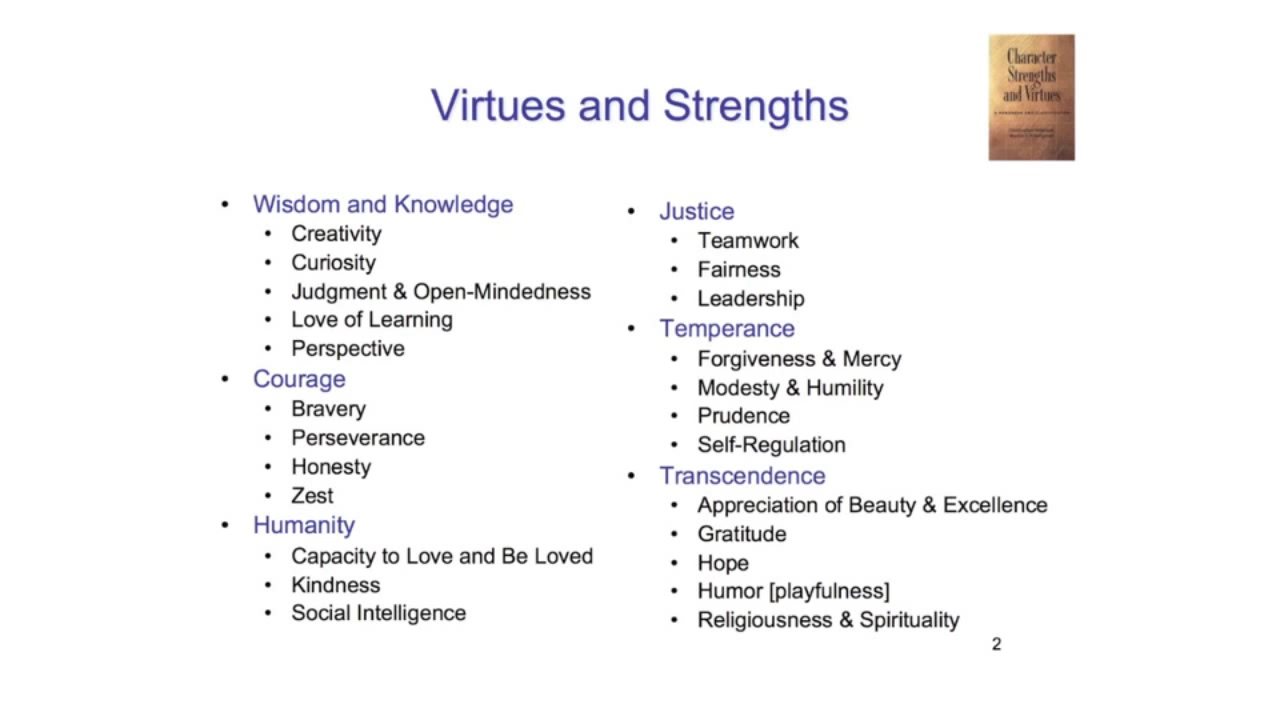 Character
Strengths
and Virtues
Virtues and Strengths
• Wisdom and Knowledge
• Creativity
• Curiosity
• Judgment & Open-Mindedness
• Love of Learning
• Perspective
• Courage
• Bravery
• Perseverance
• Honesty
• Zest
• Humanity
• Capacity to Love and Be Loved
• Kindness
• Social Intelligence
• Justice
• Teamwork
• Fairness
• Leadership
• Temperance
• Forgiveness & Mercy
• Modesty & Humility
• Prudence
• Self-Regulation
• Transcendence
• Appreciation of Beauty & Excellence
• Gratitude
• Hope
• Humor [playfulness]
• Religiousness & Spirituality
2